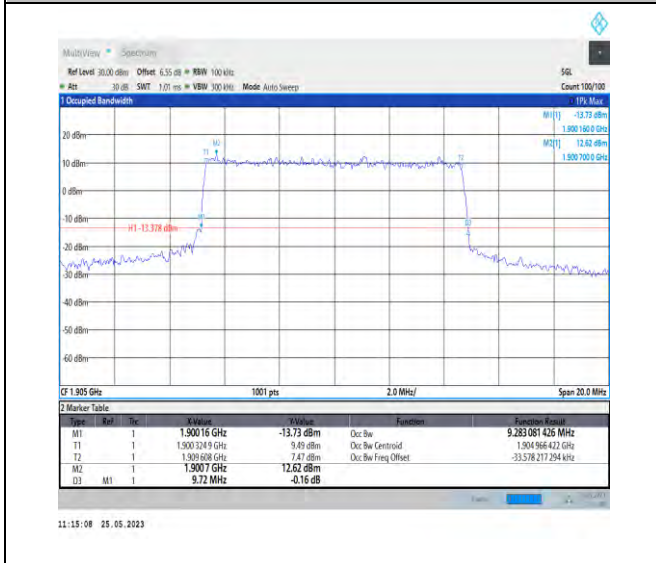 MultiView Spectrum
Ref Level 30.00 dBm Offset 6.55 dB RBW 100 kHz SGL
Att 30 dB SWT 1.01 ms VBW 300 kHz Mode Auto Sweep Count 100/100
1 Occupied Bandwidth 1Pk Max
M1[1] -13.73 dBm
1.900 160 0 GHz
M2[1] 12.62 dBm
1.900 700 0 GHz
20 dBm
M2
T1 T2
10 dBm
0 dBm
-10 dBm
M1
D3
H1 -13.378 dBm
-20 dBm
-30 dBm
-40 dBm
-50 dBm
-60 dBm
CF 1.905 GHz 1001 pts 2.0 MHz/ Span 20.0 MHz
2 Marker Table
Type Ref Trc X-Value Y-Value Function Function Result
M1 1 1.90016 GHz -13.73 dBm Occ Bw 9.283 081 426 MHz
T1 1 1.900 324 9 GHz 9.49 dBm Occ Bw Centroid 1.904 966 422 GHz
T2 1 1.909 608 GHz 7.47 dBm Occ Bw Freq Offset -33.578 217 294 kHz
M2 1 1.9007 GHz 12.62 dBm
D3 M1 1 9.72 MHz -0.16 dB
11:15:08 25.05.2023